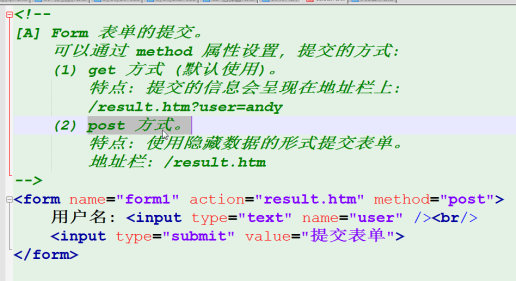 <!--
[A] Form 表单的提交。
可以通过 method 属性设置，提交的方式：
(1) get 方式 (默认使用)。
特点：提交的信息会呈现在地址栏上：
/result.htm?user=andy
(2) post 方式。
特点：使用隐藏数据的形式提交表单。
地址栏：/result.htm
-->
<form name="form1" action="result.htm" method="post">
用户名：<input type="text" name="user" /><br/>
<input type="submit" value="提交表单">
</form>